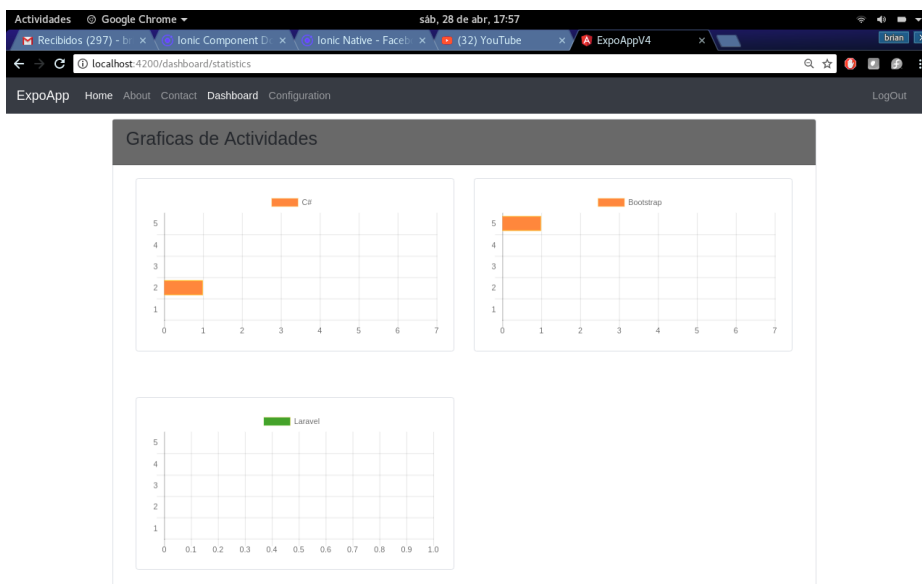 Actividades Google Chrome sáb, 28 de abr, 17:57
Recibidos (297) - br Ionic Component Do Ionic Native - Faceb (32) YouTube ExpoAppV4 brian
localhost:4200/dashboard/statistics
ExpoApp Home About Contact Dashboard Configuration LogOut
Graficas de Actividades
C#
5
4
3
2
1
0 1 2 3 4 5 6 7
Bootstrap
5
4
3
2
1
0 1 2 3 4 5 6 7
Laravel
5
4
3
2
1
0 0.1 0.2 0.3 0.4 0.5 0.6 0.7 0.8 0.9 1.0